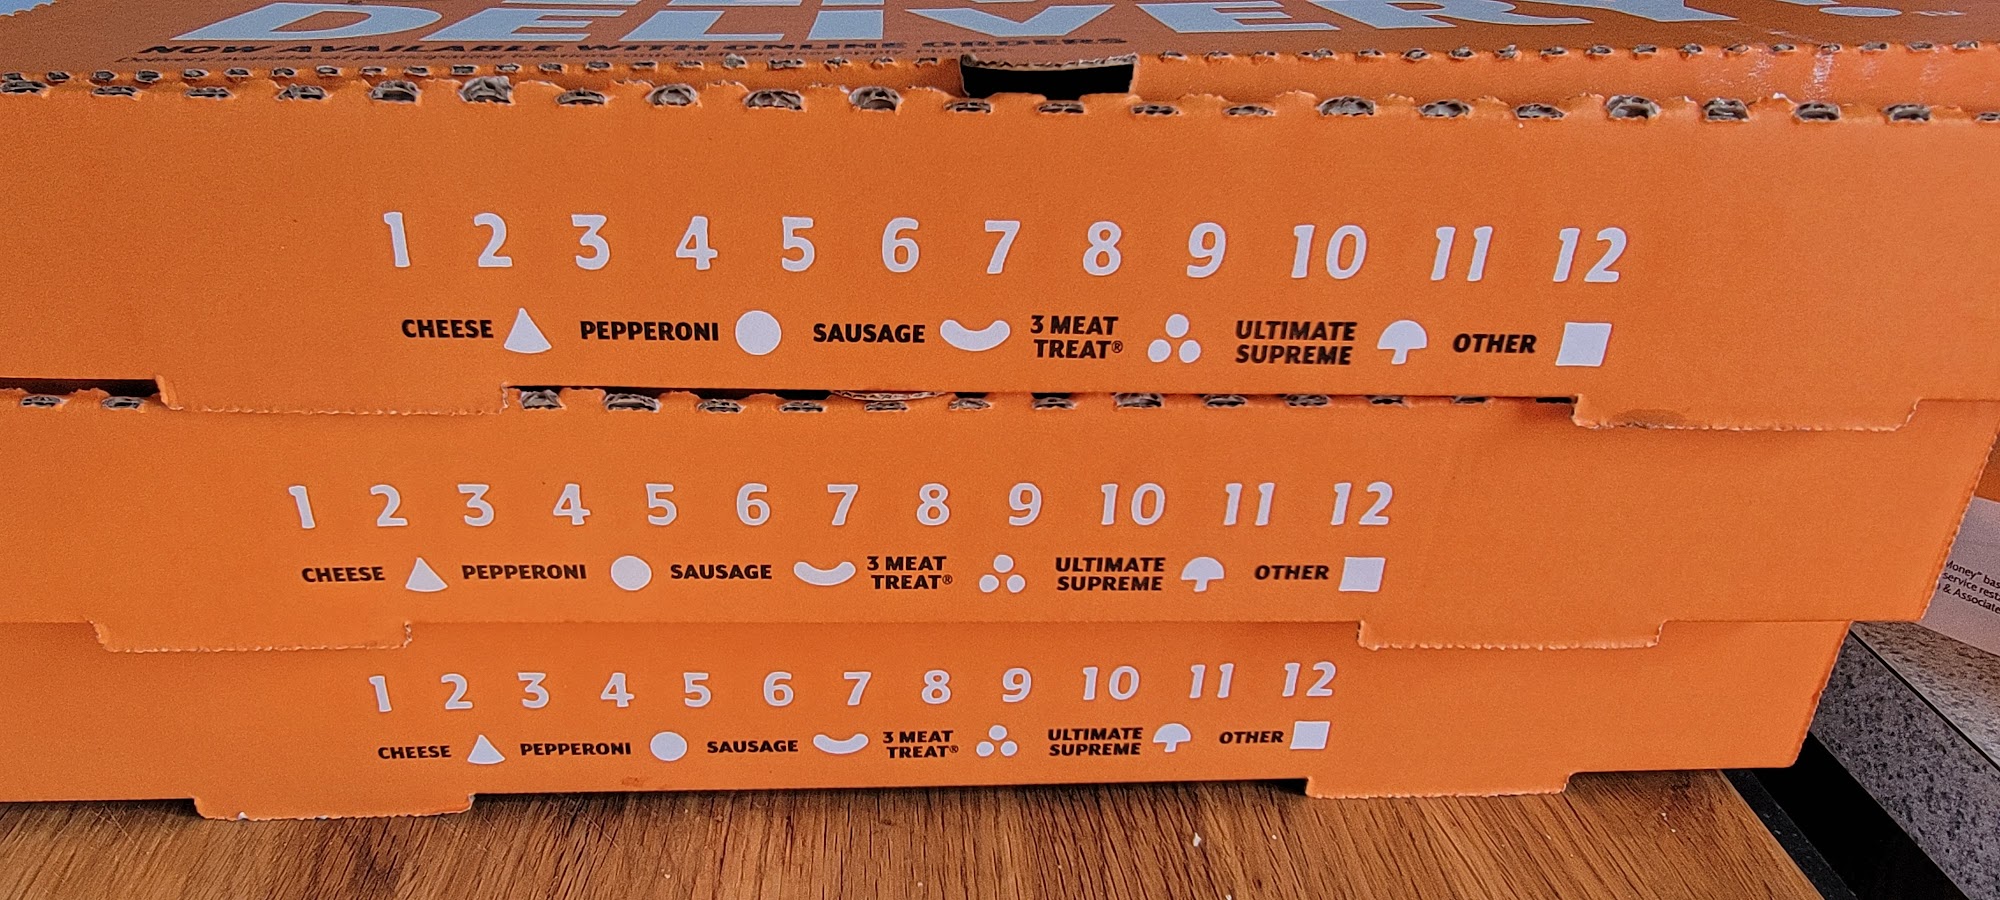 DELIVERY!
NOW AVAILABLE WITH ONLINE ORDERS
1 2 3 4 5 6 7 8 9 10 11 12
CHEESE PEPPERONI SAUSAGE 3 MEAT TREAT® ULTIMATE SUPREME OTHER
1 2 3 4 5 6 7 8 9 10 11 12
CHEESE PEPPERONI SAUSAGE 3 MEAT TREAT® ULTIMATE SUPREME OTHER
1 2 3 4 5 6 7 8 9 10 11 12
CHEESE PEPPERONI SAUSAGE 3 MEAT TREAT® ULTIMATE SUPREME OTHER
service
& Associate